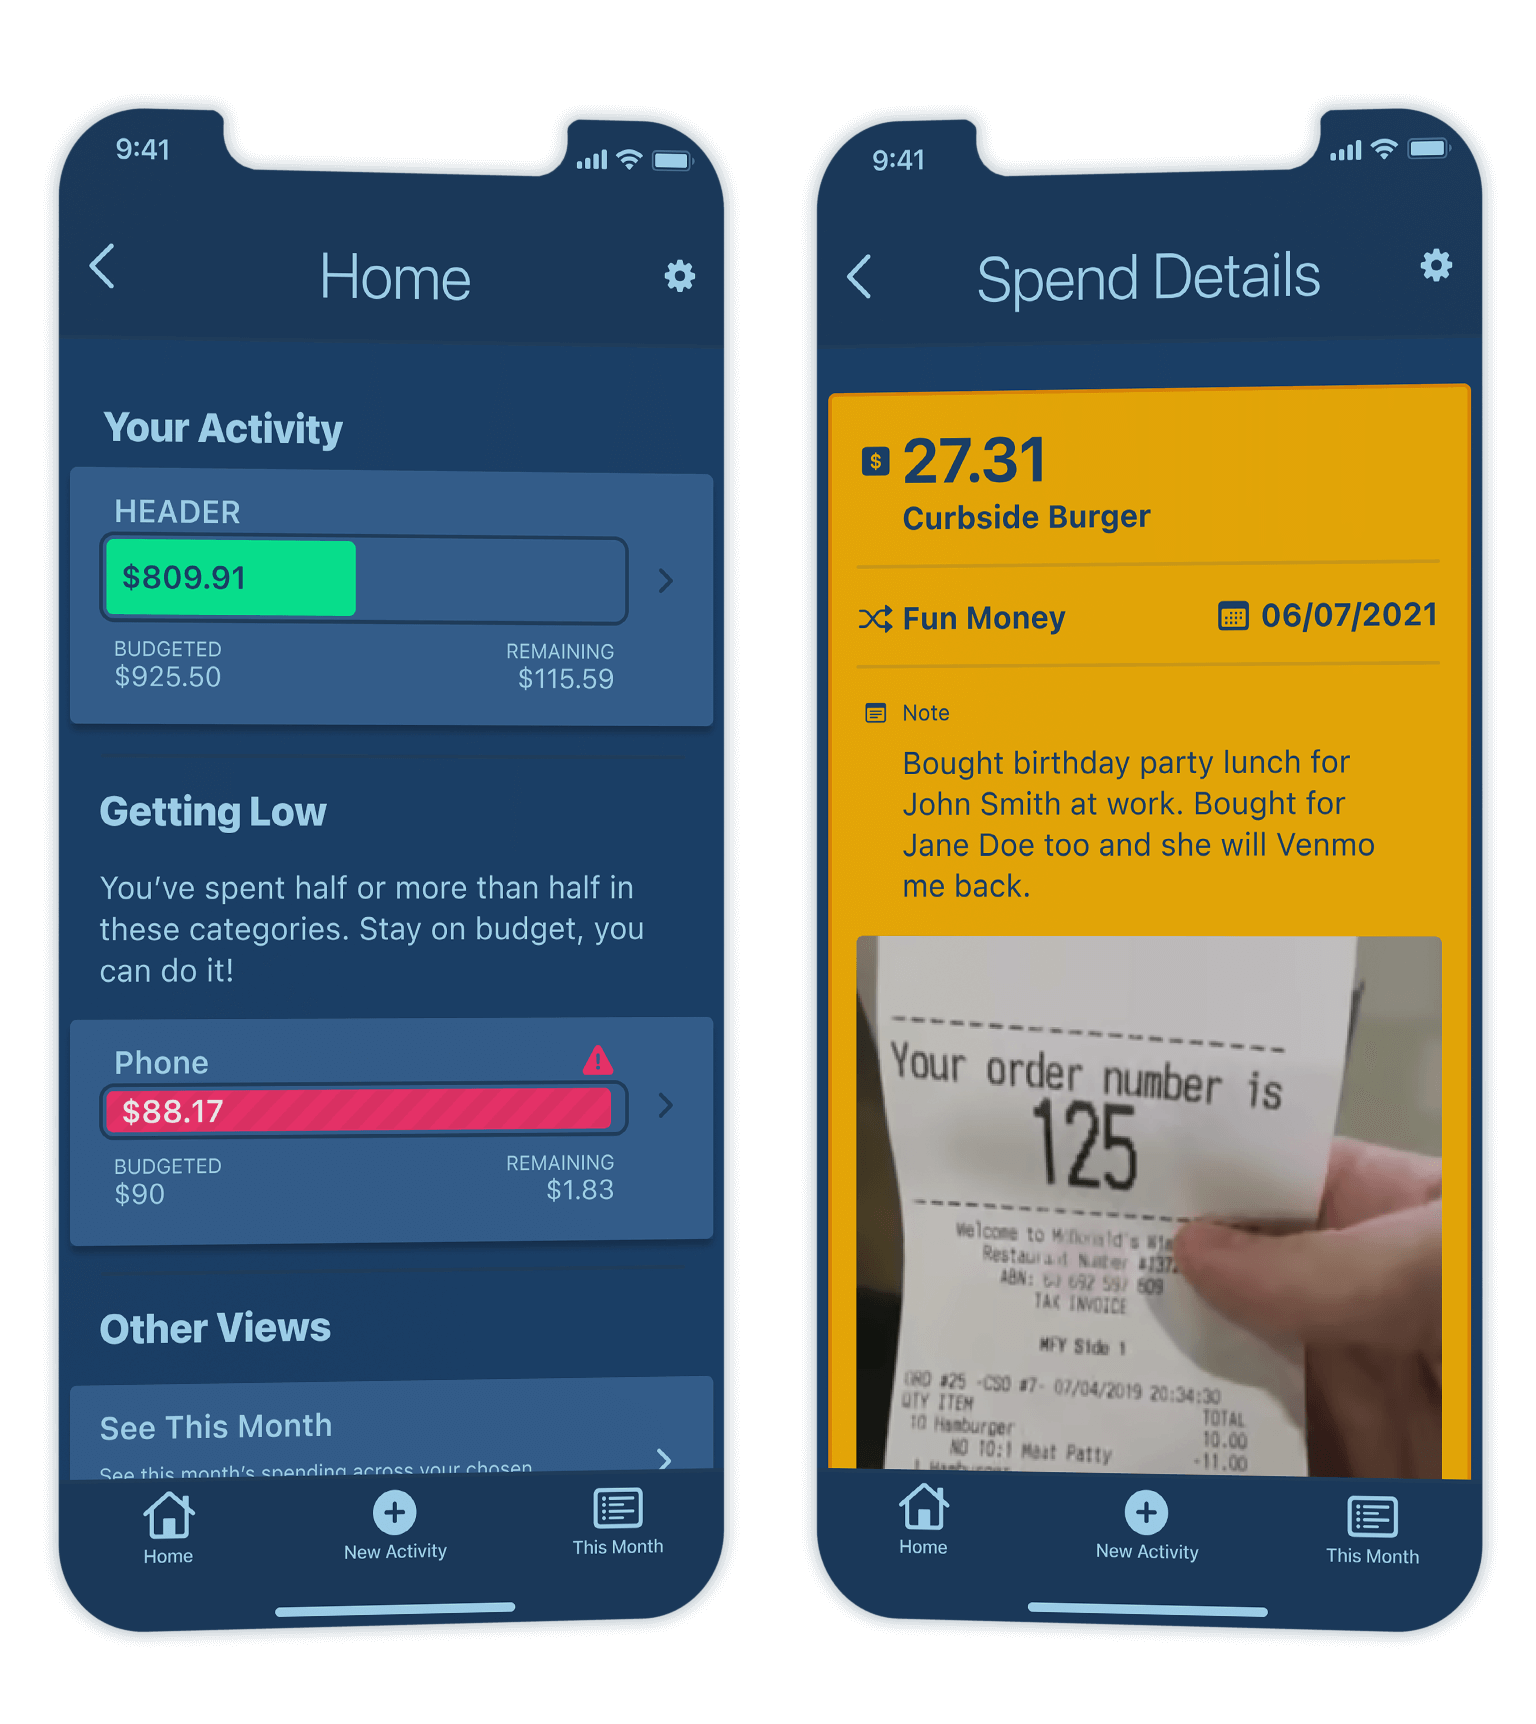 9:41
Home
Your Activity
HEADER
$809.91
BUDGETED
REMAINING
$925.50
$115.59
Getting Low
You’ve spent half or more than half in
these categories. Stay on budget, you
can do it!
Phone
$88.17
BUDGETED
REMAINING
$90
$1.83
Other Views
See This Month
See this month’s spending across your chosen
Home
New Activity
This Month
9:41
Spend Details
$ 27.31
Curbside Burger
Fun Money
06/07/2021
Note
Bought birthday party lunch for
John Smith at work. Bought for
Jane Doe too and she will Venmo
me back.
Your order number is
125
Welcome to McDonald's
Restaurant Number #1372
ABN: 692 597 609
TAX INVOICE
MFY Side 1
ORD #25 -CSO #7- 07/04/2019 20:34:30
QTY ITEM
TOTAL
10 Hamburger
10.00
NO 10:1 Meat Patty
-11.00
1 Hamburger
Home
New Activity
This Month